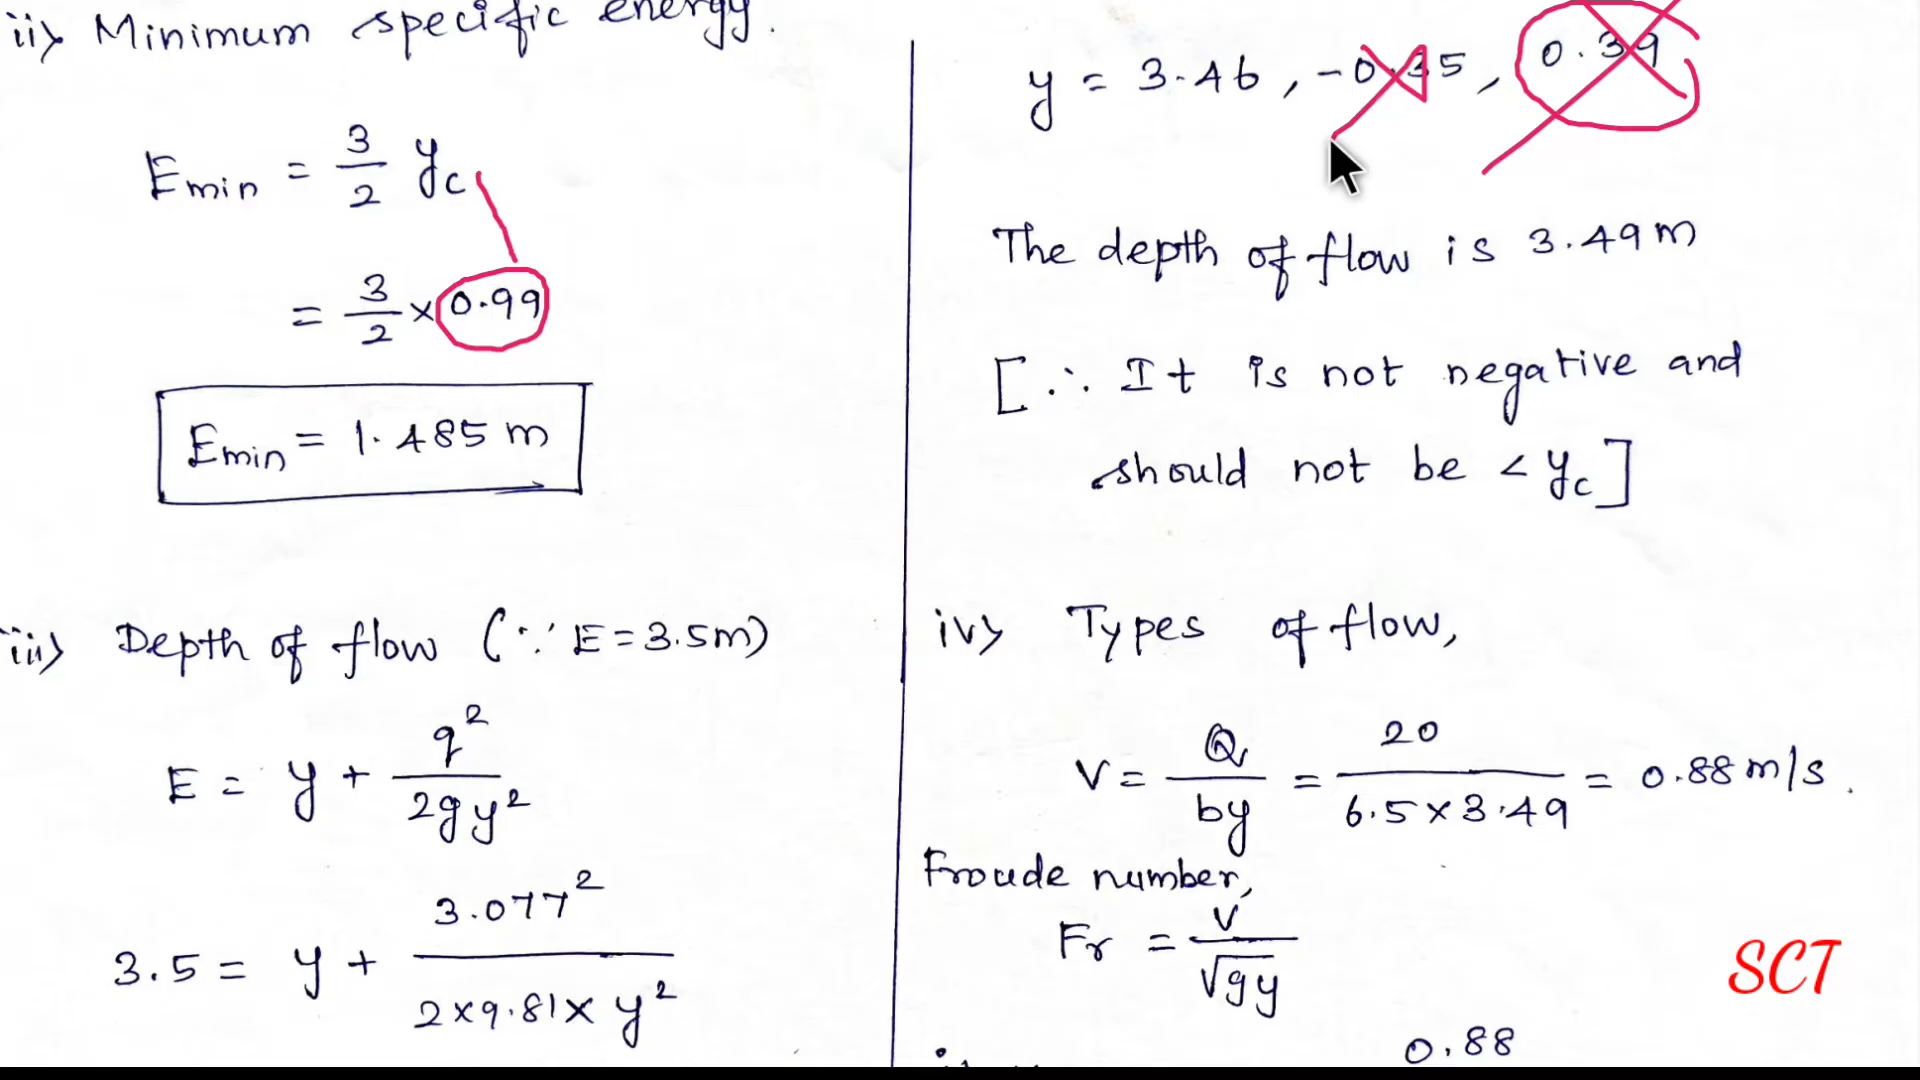 ii) Minimum specific energy.
Emin = 3/2 yc
= 3/2 × 0.99
Emin = 1.485 m
iii) Depth of flow (∵ E = 3.5m)
E = y + q²/2gy²
3.5 = y + 3.077²/2×9.81× y²
y = 3.46, -0.35, 0.39
The depth of flow is 3.49m
[∴ It is not negative and
should not be < yc]
iv) Types of flow,
V = Q/by = 20/6.5×3.49 = 0.88 m/s.
Froude number,
Fr = V/√gy
0.88
SCT